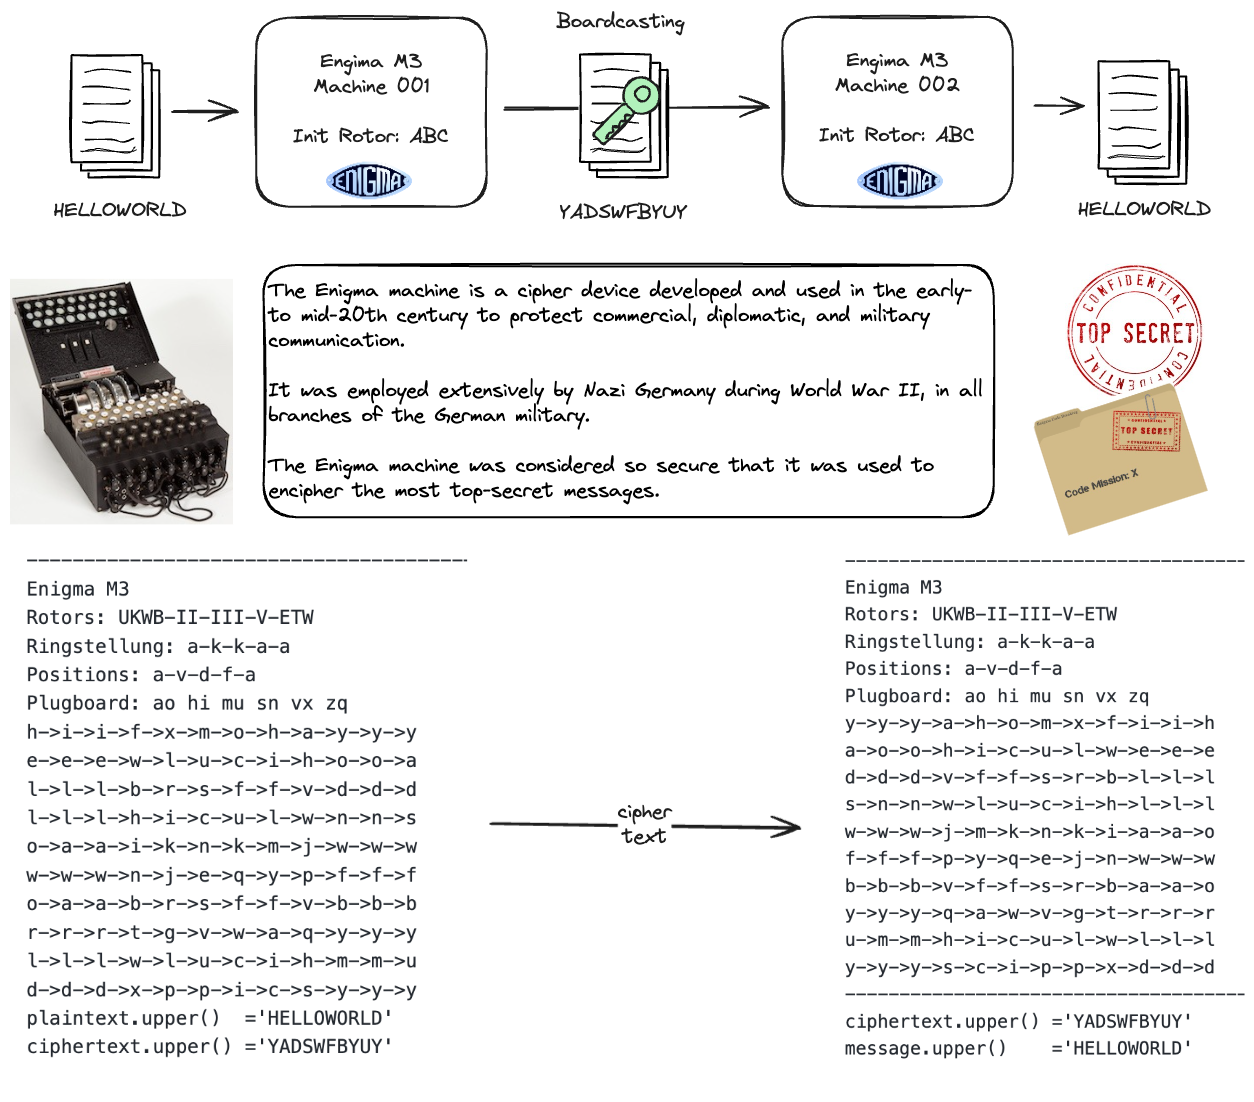 Boardcasting
Engima M3
Machine 001
Init Rotor: ABC
ENIGMA
Engima M3
Machine 002
Init Rotor: ABC
ENIGMA
HELLOWORLD
YADSWFBYUY
HELLOWORLD
The Enigma machine is a cipher device developed and used in the early-
to mid-20th century to protect commercial, diplomatic, and military
communication.
It was employed extensively by Nazi Germany during World War II, in all
branches of the German military.
The Enigma machine was considered so secure that it was used to
encipher the most top-secret messages.
CONFIDENTIAL
TOP SECRET
CONFIDENTIAL
CONFIDENTIAL
TOP SECRET
CONFIDENTIAL
Code Mission: X
Enigma M3
Rotors: UKWB-II-III-V-ETW
Ringstellung: a-k-k-a-a
Positions: a-v-d-f-a
Plugboard: ao hi mu sn vx zq
h->i->i->f->x->m->o->h->a->y->y->y
e->e->e->w->l->u->c->i->h->o->o->a
l->l->l->b->r->s->f->f->v->d->d->d
l->l->l->h->i->c->u->l->w->n->n->s
o->a->a->i->k->n->k->m->j->w->w->w
w->w->w->n->j->e->q->y->p->f->f->f
o->a->a->b->r->s->f->f->v->b->b->b
r->r->r->t->g->v->w->a->q->y->y->y
l->l->l->w->l->u->c->i->h->m->m->u
d->d->d->x->p->p->i->c->s->y->y->y
plaintext.upper()  ='HELLOWORLD'
ciphertext.upper() ='YADSWFBYUY'
cipher
text
Enigma M3
Rotors: UKWB-II-III-V-ETW
Ringstellung: a-k-k-a-a
Positions: a-v-d-f-a
Plugboard: ao hi mu sn vx zq
y->y->y->a->h->o->m->x->f->i->i->h
a->o->o->h->i->c->u->l->w->e->e->e
d->d->d->v->f->f->s->r->b->l->l->l
s->n->n->w->l->u->c->i->h->l->l->l
w->w->w->j->m->k->n->k->i->a->a->o
f->f->f->p->y->q->e->j->n->w->w->w
b->b->b->v->f->f->s->r->b->a->a->o
y->y->y->q->a->w->v->g->t->r->r->r
u->m->m->h->i->c->u->l->w->l->l->l
y->y->y->s->c->i->p->p->x->d->d->d
ciphertext.upper() ='YADSWFBYUY'
message.upper()    ='HELLOWORLD'